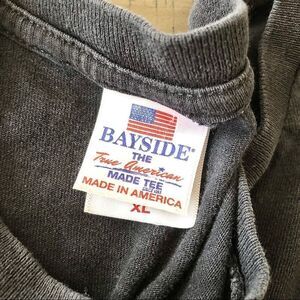 BAYSIDE®
THE
True American
MADE TEE
MADE IN AMERICA
XL